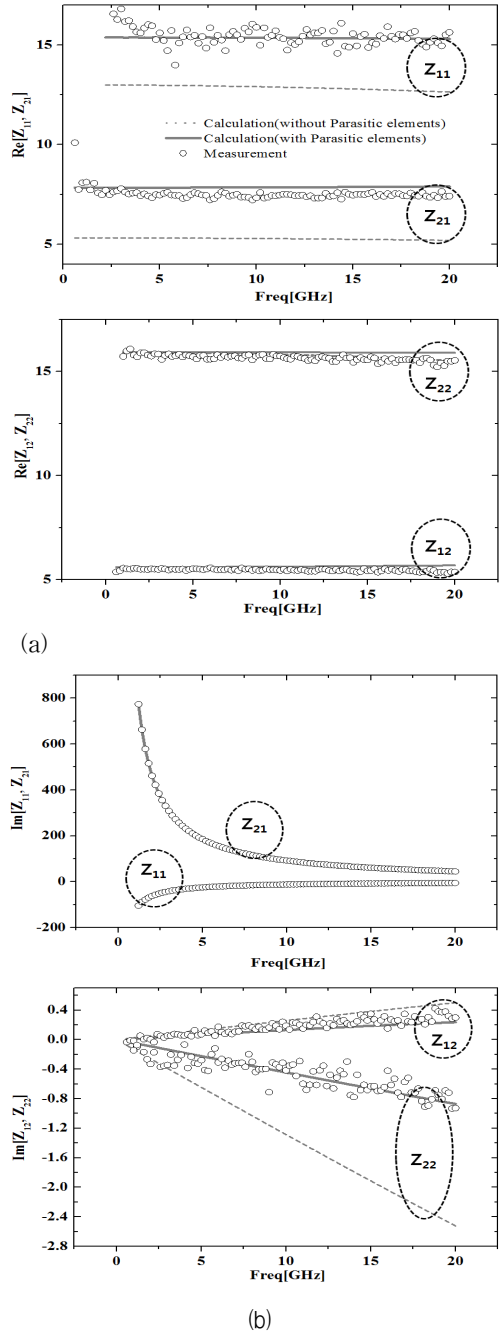 Re[Z11, Z21]
15
10
5
Z11
Calculation(without Parasitic elements)
Calculation(with Parasitic elements)
Measurement
Z21
0 5 10 15 20
Freq[GHz]
Re[Z12, Z22]
15
10
5
Z22
Z12
0 5 10 15 20
Freq[GHz]
(a)
Im[Z11, Z21]
800
600
400
200
0
-200
Z21
Z11
0 5 10 15 20
Freq[GHz]
Im[Z12, Z22]
0.4
0.0
-0.4
-0.8
-1.2
-1.6
-2.0
-2.4
-2.8
Z12
Z22
0 5 10 15 20
Freq[GHz]
(b)